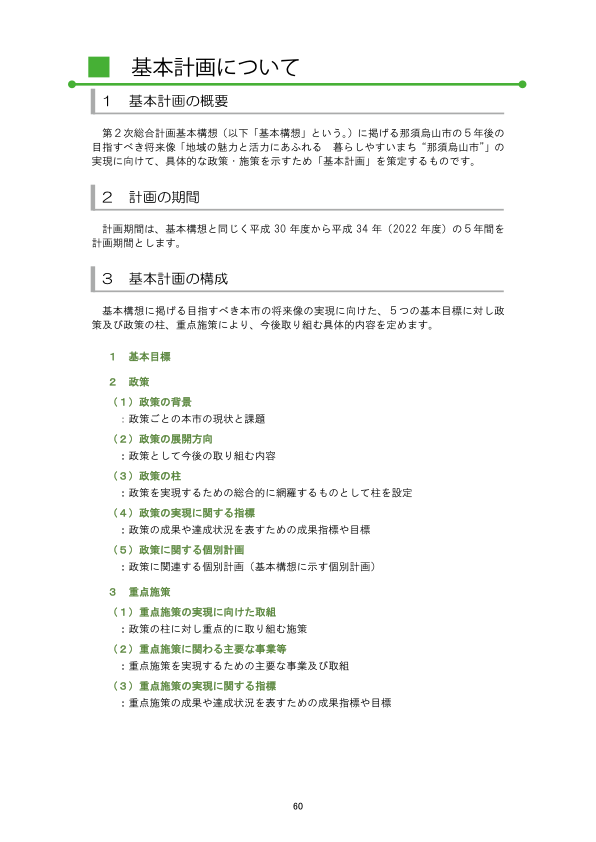 基本計画について
１　基本計画の概要
第２次総合計画基本構想（以下「基本構想」という。）に掲げる那須烏山市の５年後の
目指すべき将来像「地域の魅力と活力にあふれる　暮らしやすいまち“那須烏山市”」の
実現に向けて、具体的な政策・施策を示すため「基本計画」を策定するものです。
２　計画の期間
計画期間は、基本構想と同じく平成 30 年度から平成 34 年（2022 年度）の５年間を
計画期間とします。
３　基本計画の構成
基本構想に掲げる目指すべき本市の将来像の実現に向けた、５つの基本目標に対し政
策及び政策の柱、重点施策により、今後取り組む具体的内容を定めます。
１　基本目標
２　政策
（１）政策の背景
：政策ごとの本市の現状と課題
（２）政策の展開方向
：政策として今後の取り組む内容
（３）政策の柱
：政策を実現するための総合的に網羅するものとして柱を設定
（４）政策の実現に関する指標
：政策の成果や達成状況を表すための成果指標や目標
（５）政策に関する個別計画
：政策に関連する個別計画（基本構想に示す個別計画）
３　重点施策
（１）重点施策の実現に向けた取組
：政策の柱に対し重点的に取り組む施策
（２）重点施策に関わる主要な事業等
：重点施策を実現するための主要な事業及び取組
（３）重点施策の実現に関する指標
：重点施策の成果や達成状況を表すための成果指標や目標
60